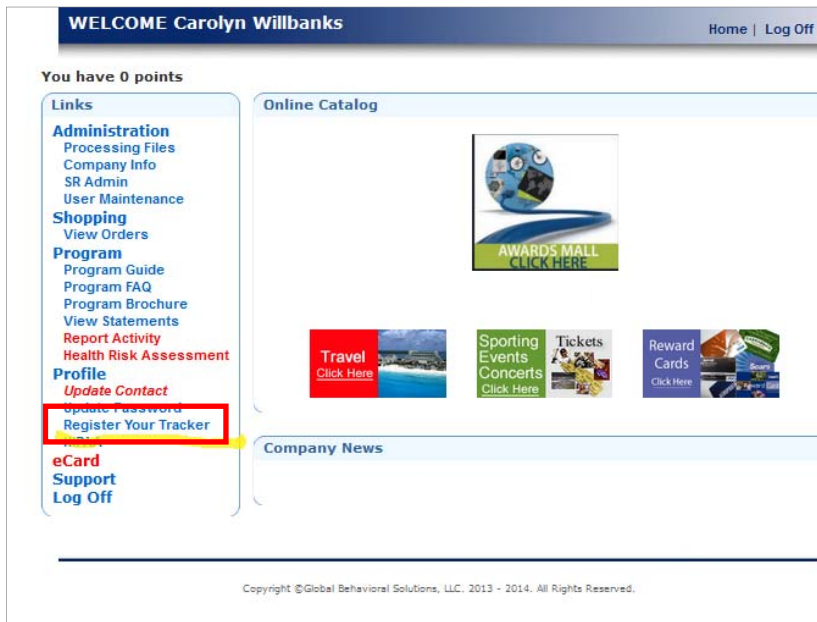 WELCOME Carolyn Willbanks
Home | Log Off
You have 0 points
Links
Administration
Processing Files
Company Info
SR Admin
User Maintenance
Shopping
View Orders
Program
Program Guide
Program FAQ
Program Brochure
View Statements
Report Activity
Health Risk Assessment
Profile
Update Contact
Update Password
Register Your Tracker
eCard
Support
Log Off
Online Catalog
AWARDS MALL
CLICK HERE
Travel
Click Here
Sporting
Events
Concerts
Click Here
Tickets
Reward
Cards
Click Here
Sears
Company News
Copyright ©Global Behavioral Solutions, LLC. 2013 - 2014. All Rights Reserved.